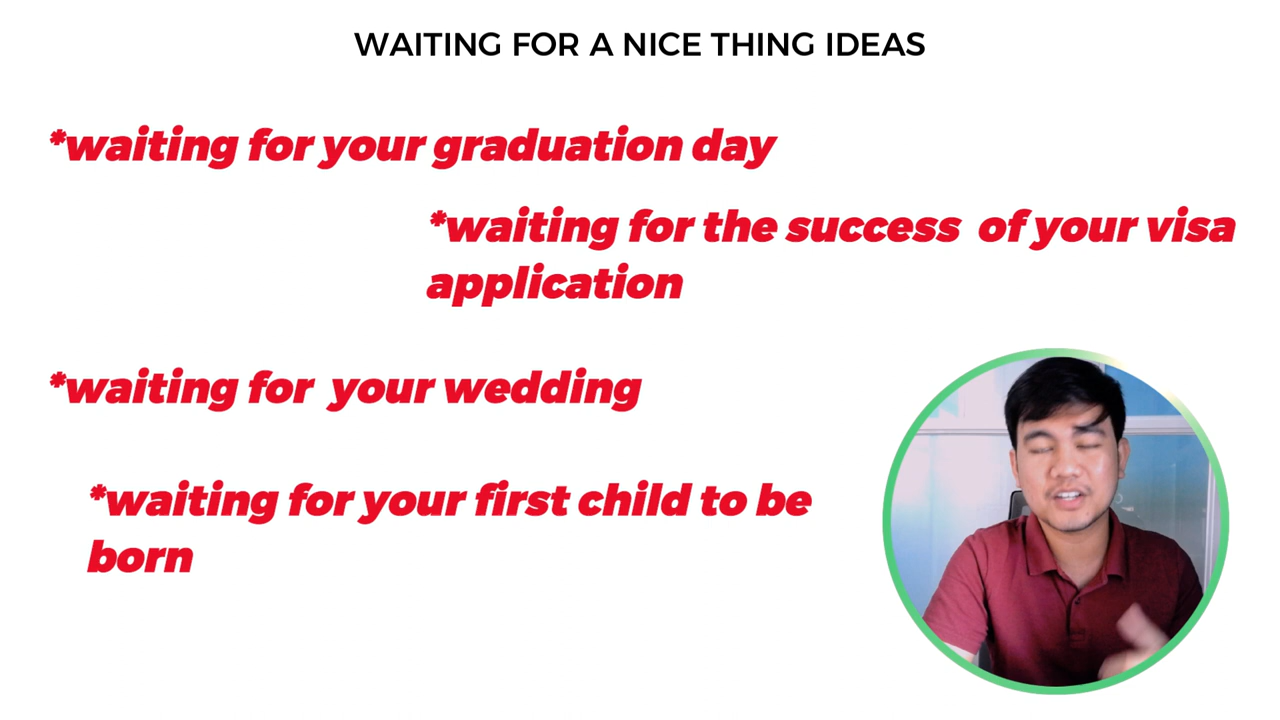 WAITING FOR A NICE THING IDEAS
*waiting for your graduation day
*waiting for the success of your visa
application
*waiting for your wedding
*waiting for your first child to be
born